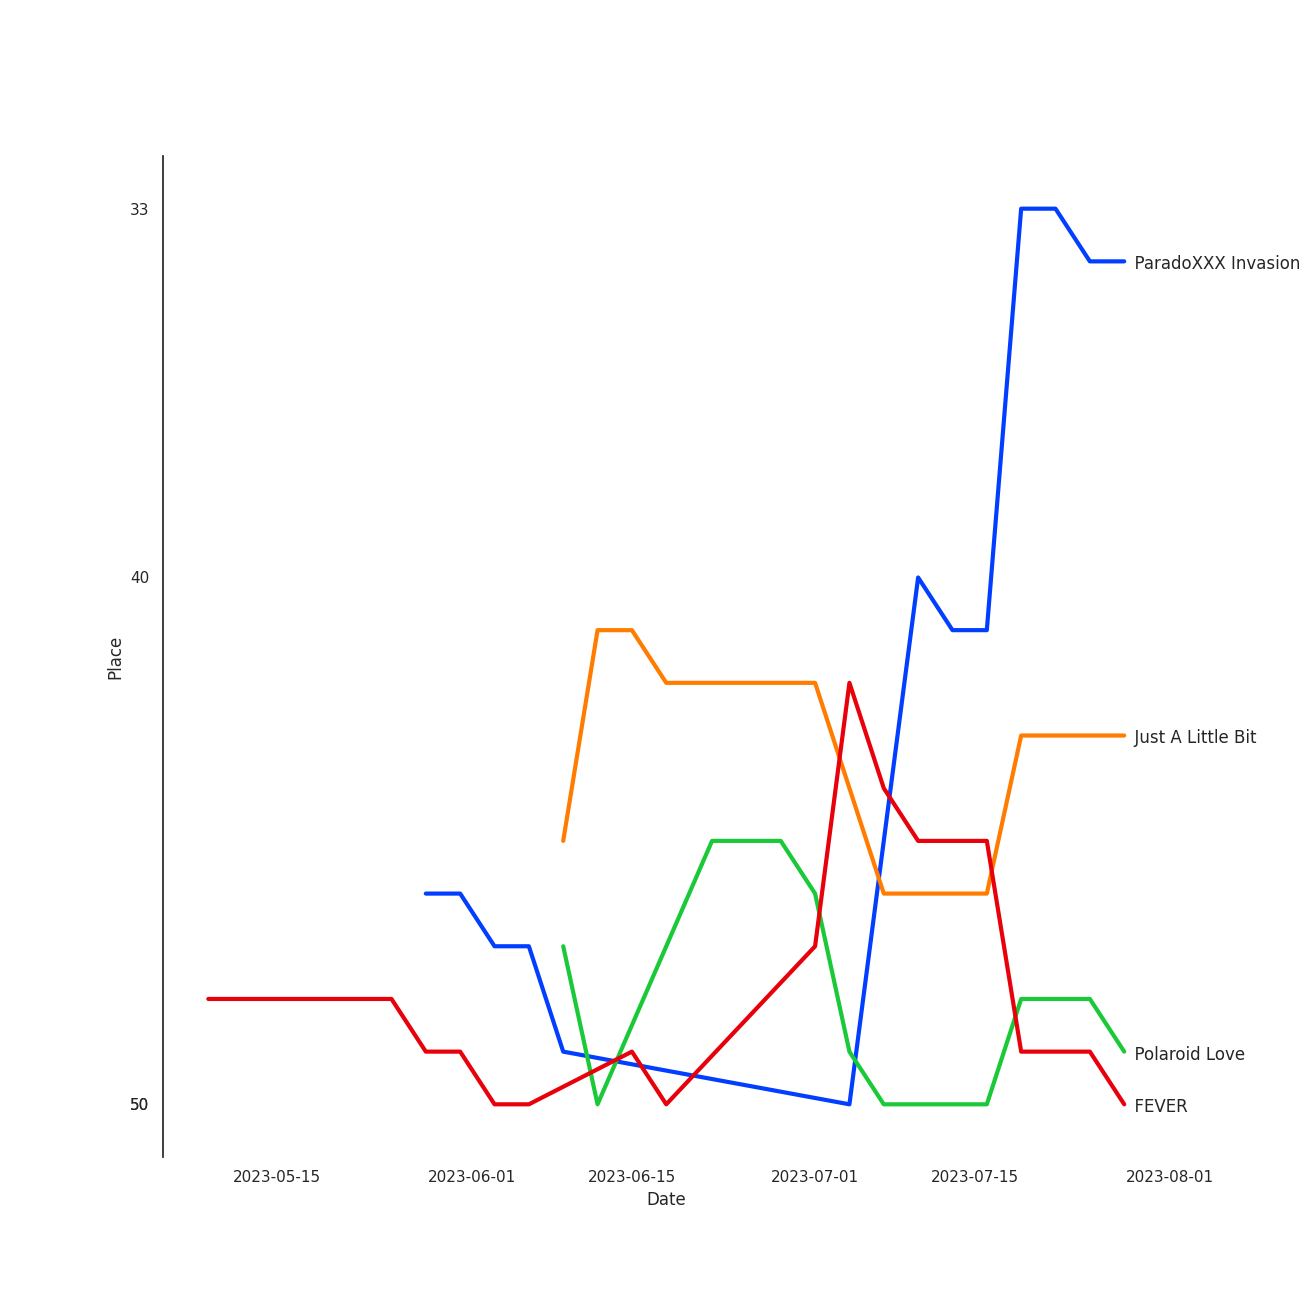 33
ParadoXXX Invasion
40
Place
Just A Little Bit
Polaroid Love
50
FEVER
2023-05-15
2023-06-01
2023-06-15
2023-07-01
2023-07-15
2023-08-01
Date